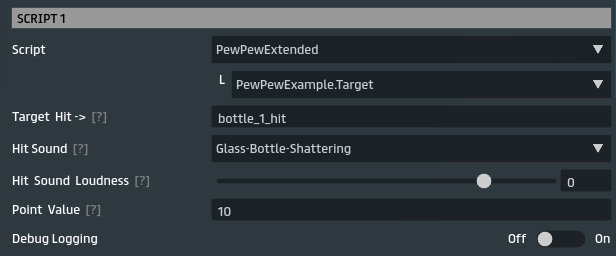 SCRIPT 1
Script PewPewExtended
L PewPewExample.Target
Target Hit -> [?] bottle_1_hit
Hit Sound [?] Glass-Bottle-Shattering
Hit Sound Loudness [?] 0
Point Value [?] 10
Debug Logging Off On